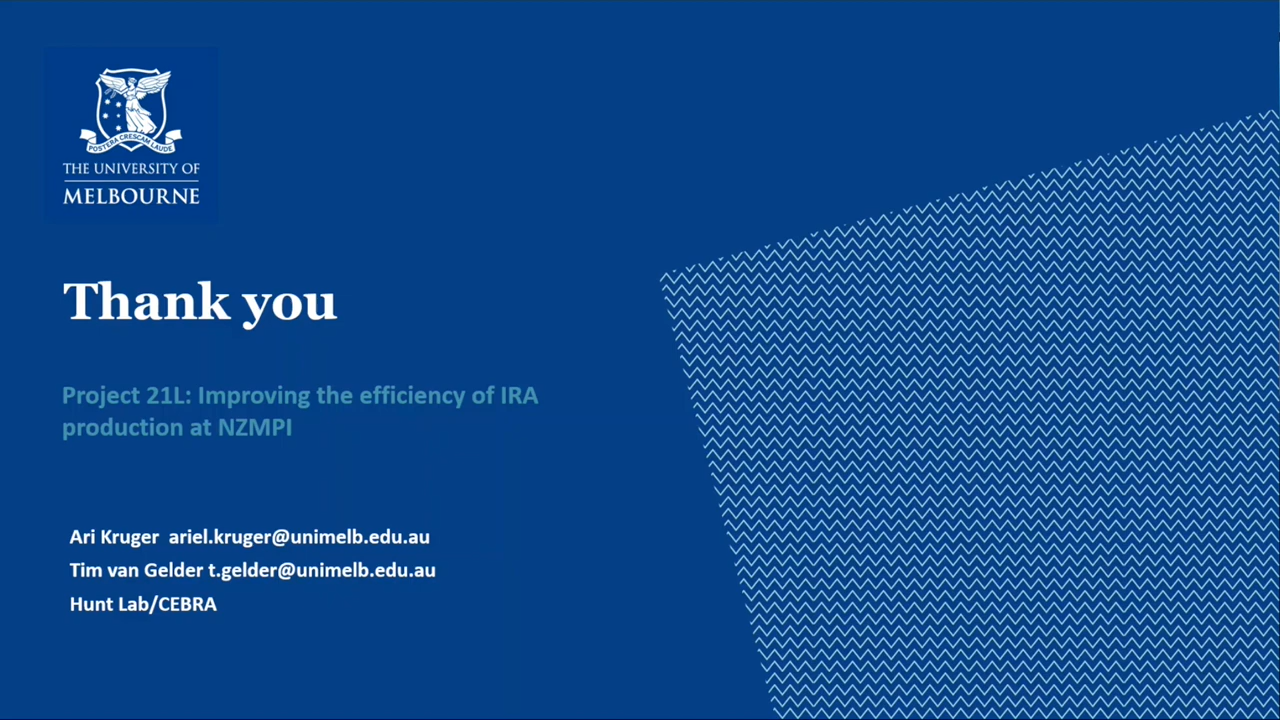 POSTERA CRESCAM LAUDE
THE UNIVERSITY OF
MELBOURNE
Thank you
Project 21L: Improving the efficiency of IRA
production at NZMPI
Ari Kruger ariel.kruger@unimelb.edu.au
Tim van Gelder t.gelder@unimelb.edu.au
Hunt Lab/CEBRA